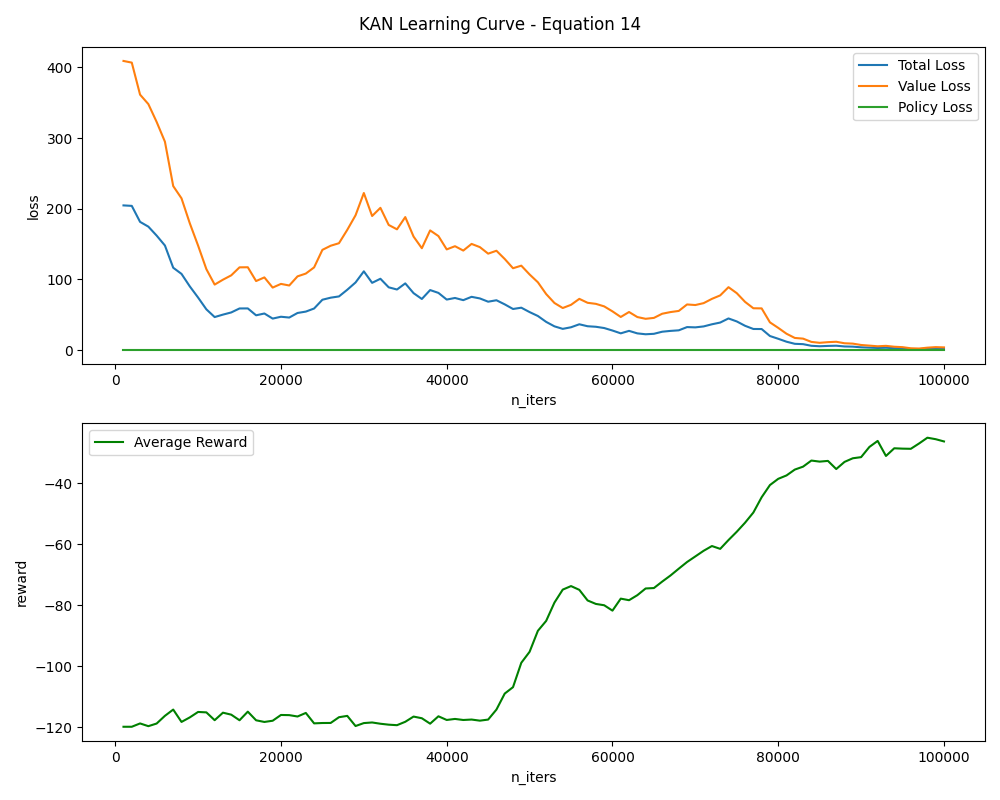 KAN Learning Curve - Equation 14
400
300
200
100
0
loss
Total Loss
Value Loss
Policy Loss
0 20000 40000 60000 80000 100000
n_iters
Average Reward
−40
−60
−80
−100
−120
reward
0 20000 40000 60000 80000 100000
n_iters